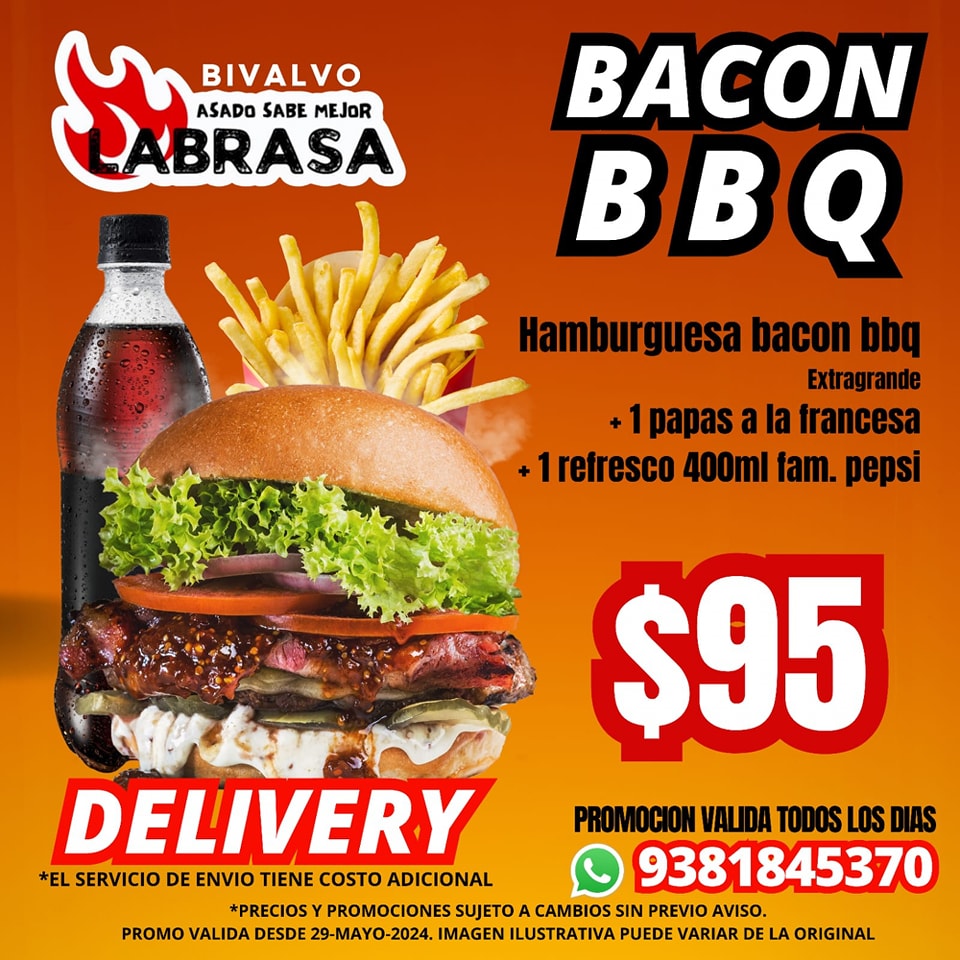 BIVALVO
ASADO SABE MEJOR
LABRASA
BACON
BBQ
Hamburguesa bacon bbq
Extragrande
+ 1 papas a la francesa
+ 1 refresco 400ml fam. pepsi
$95
DELIVERY
*EL SERVICIO DE ENVIO TIENE COSTO ADICIONAL
PROMOCION VALIDA TODOS LOS DIAS
9381845370
*PRECIOS Y PROMOCIONES SUJETO A CAMBIOS SIN PREVIO AVISO.
PROMO VALIDA DESDE 29-MAYO-2024. IMAGEN ILUSTRATIVA PUEDE VARIAR DE LA ORIGINAL